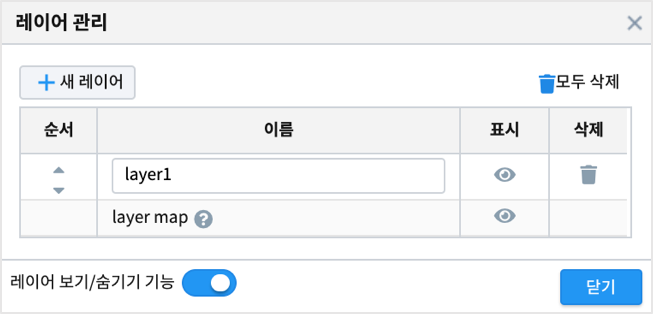 레이어 관리
새 레이어
모두 삭제
순서 이름 표시 삭제
layer1
layer map ?
레이어 보기/숨기기 기능
닫기